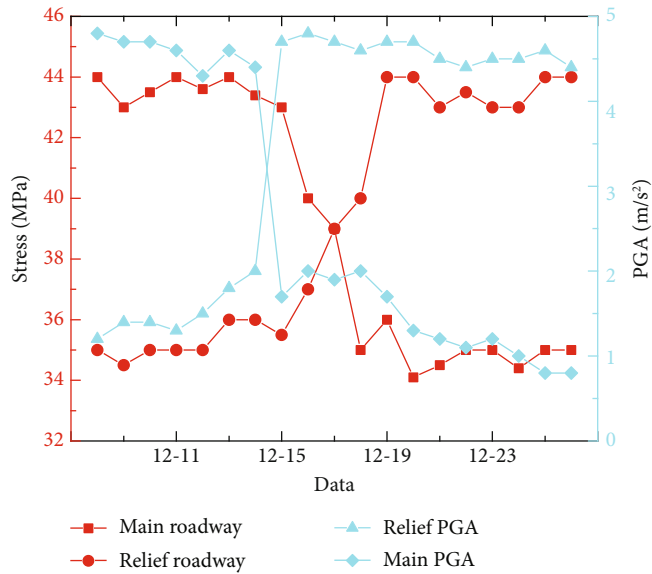 46
44
42
40
38
36
34
32
Stress (MPa)
5
4
3
2
1
0
PGA (m/s²)
12-11 12-15 12-19 12-23
Data
Main roadway Relief PGA
Relief roadway Main PGA